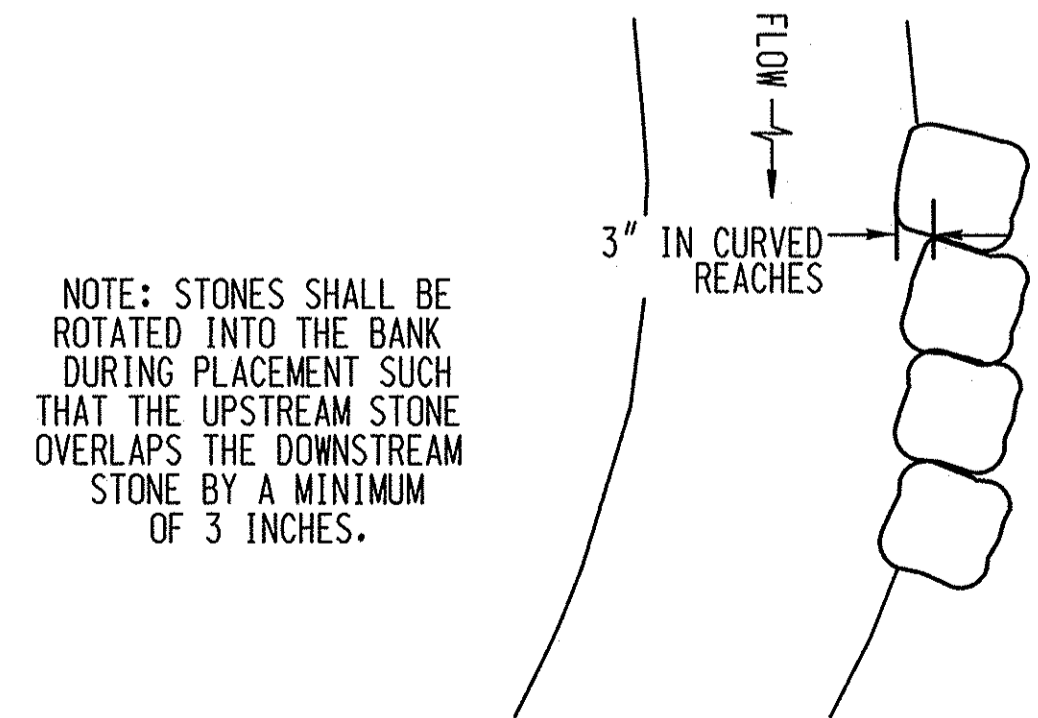 FLOW
3" IN CURVED
REACHES
NOTE: STONES SHALL BE
ROTATED INTO THE BANK
DURING PLACEMENT SUCH
THAT THE UPSTREAM STONE
OVERLAPS THE DOWNSTREAM
STONE BY A MINIMUM
OF 3 INCHES.